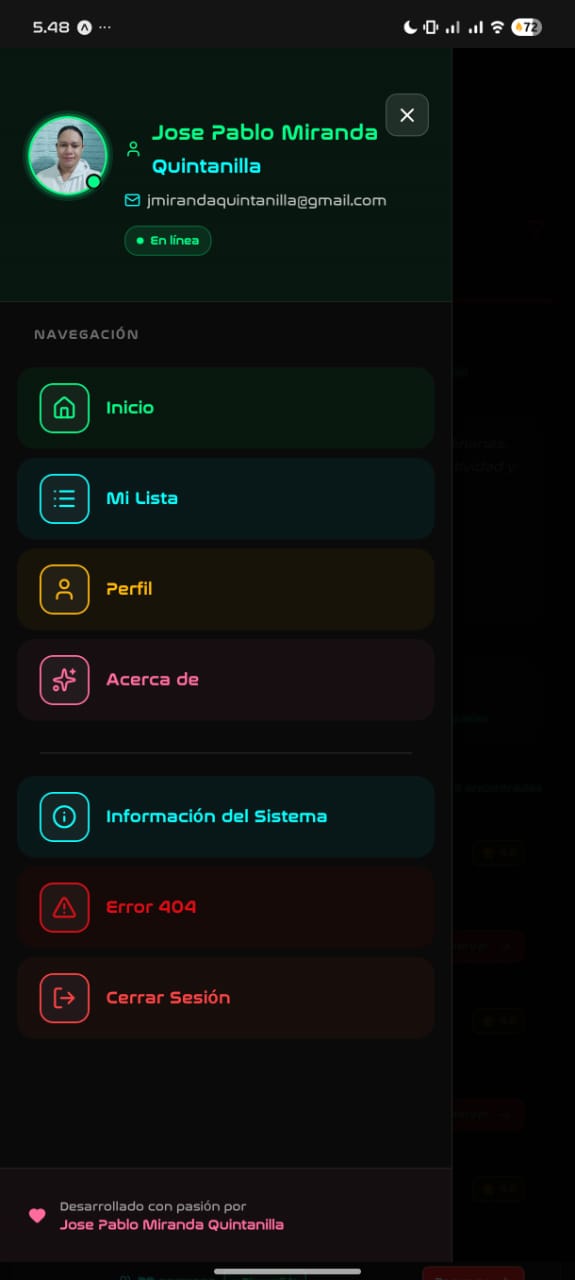 5.48
72
Jose Pablo Miranda
Quintanilla
jmirandaquintanilla@gmail.com
En línea
NAVEGACIÓN
Inicio
Mi Lista
Perfil
Acerca de
Información del Sistema
Error 404
Cerrar Sesión
Desarrollado con pasión por
Jose Pablo Miranda Quintanilla